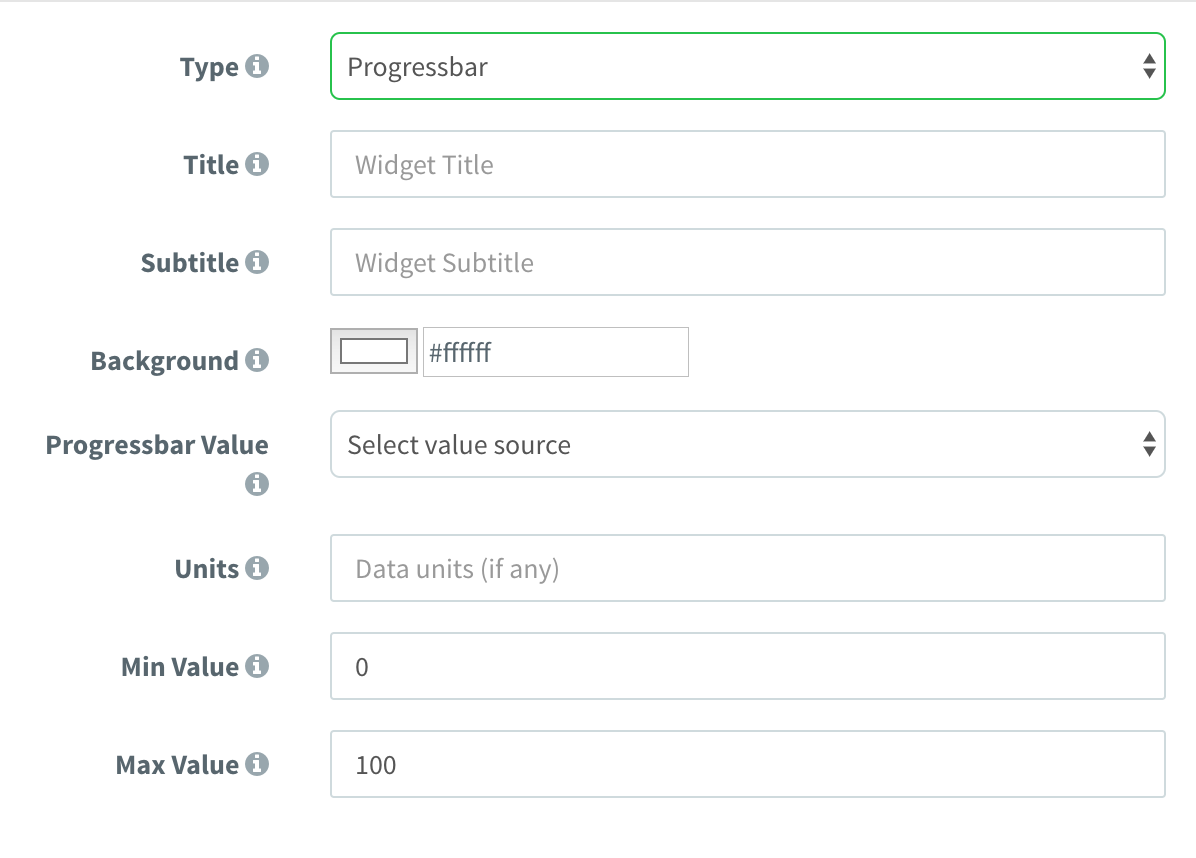 Type
Progressbar
Title
Widget Title
Subtitle
Widget Subtitle
Background
#ffffff
Progressbar Value
Select value source
Units
Data units (if any)
Min Value
0
Max Value
100